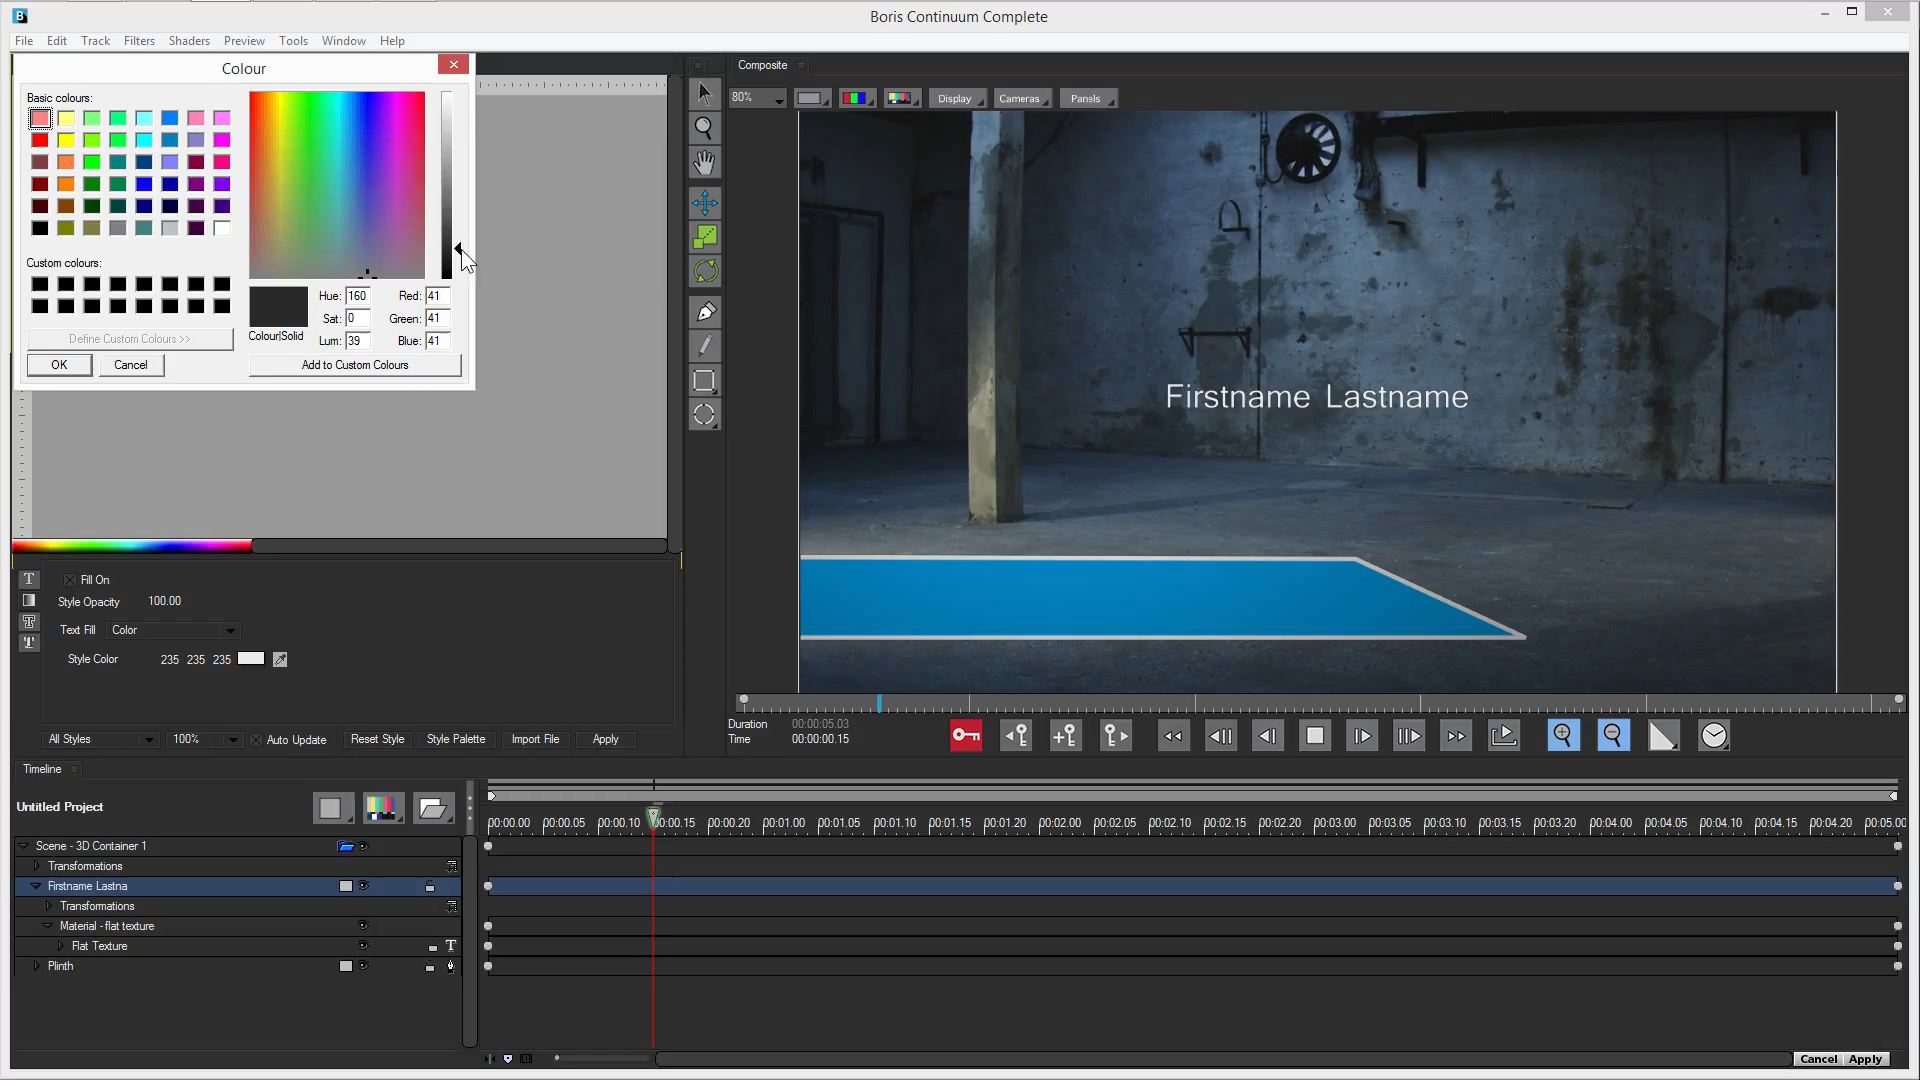 Boris Continuum Complete
File Edit Track Filters Shaders Preview Tools Window Help
Colour
Basic colours:
Custom colours:
Hue: 160 Red: 41
Sat: 0 Green: 41
Colour|Solid Lum: 39 Blue: 41
Define Custom Colours >>
OK Cancel Add to Custom Colours
Composite
80% Display Cameras Panels
Firstname Lastname
Fill On
Style Opacity 100.00
Text Fill Color
Style Color 235 235 235
All Styles 100% Auto Update Reset Style Style Palette Import File Apply
Duration 00:00:05.03
Time 00:00:00.15
Timeline
Untitled Project
00:00.00 00:00.05 00:00.10 00:00.15 00:00.20 00:01.00 00:01.05 00:01.10 00:01.15 00:01.20 00:02.00 00:02.05 00:02.10 00:02.15 00:02.20 00:03.00 00:03.05 00:03.10 00:03.15 00:03.20 00:04.00 00:04.05 00:04.10 00:04.15 00:04.20 00:05.00
Scene - 3D Container 1
Transformations
Firstname Lastna
Transformations
Material - flat texture
Flat Texture T
Plinth
Cancel Apply